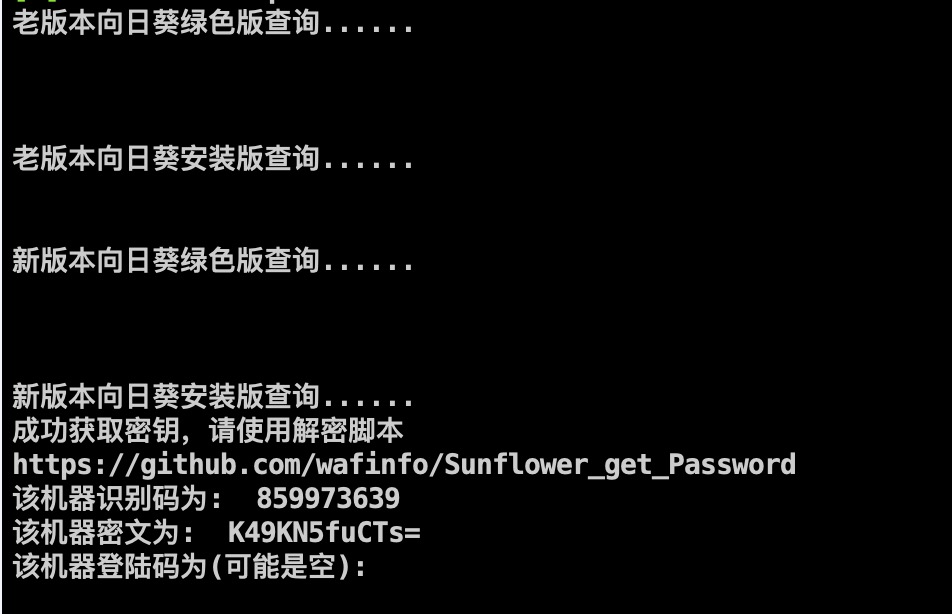 老版本向日葵绿色版查询......
老版本向日葵安装版查询......
新版本向日葵绿色版查询......
新版本向日葵安装版查询......
成功获取密钥，请使用解密脚本
https://github.com/wafinfo/Sunflower_get_Password
该机器识别码为:  859973639
该机器密文为:  K49KN5fuCTs=
该机器登陆码为(可能是空):